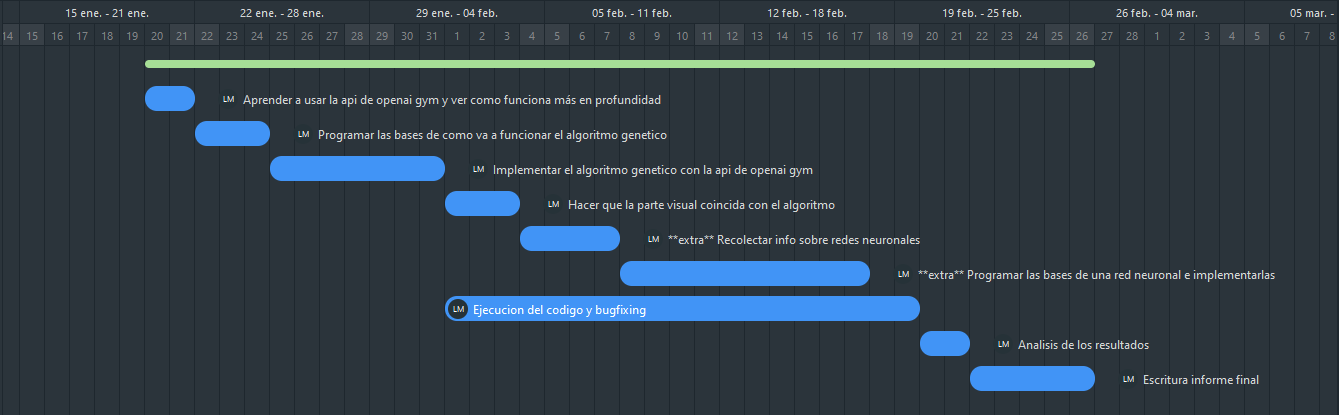 15 ene. - 21 ene. 22 ene. - 28 ene. 29 ene. - 04 feb. 05 feb. - 11 feb. 12 feb. - 18 feb. 19 feb. - 25 feb. 26 feb. - 04 mar. 05 mar. -
14 15 16 17 18 19 20 21 22 23 24 25 26 27 28 29 30 31 1 2 3 4 5 6 7 8 9 10 11 12 13 14 15 16 17 18 19 20 21 22 23 24 25 26 27 28 1 2 3 4 5 6 7 8
LM Aprender a usar la api de openai gym y ver como funciona más en profundidad
LM Programar las bases de como va a funcionar el algoritmo genetico
LM Implementar el algoritmo genetico con la api de openai gym
LM Hacer que la parte visual coincida con el algoritmo
LM **extra** Recolectar info sobre redes neuronales
LM **extra** Programar las bases de una red neuronal e implementarlas
LM Ejecucion del codigo y bugfixing
LM Analisis de los resultados
LM Escritura informe final